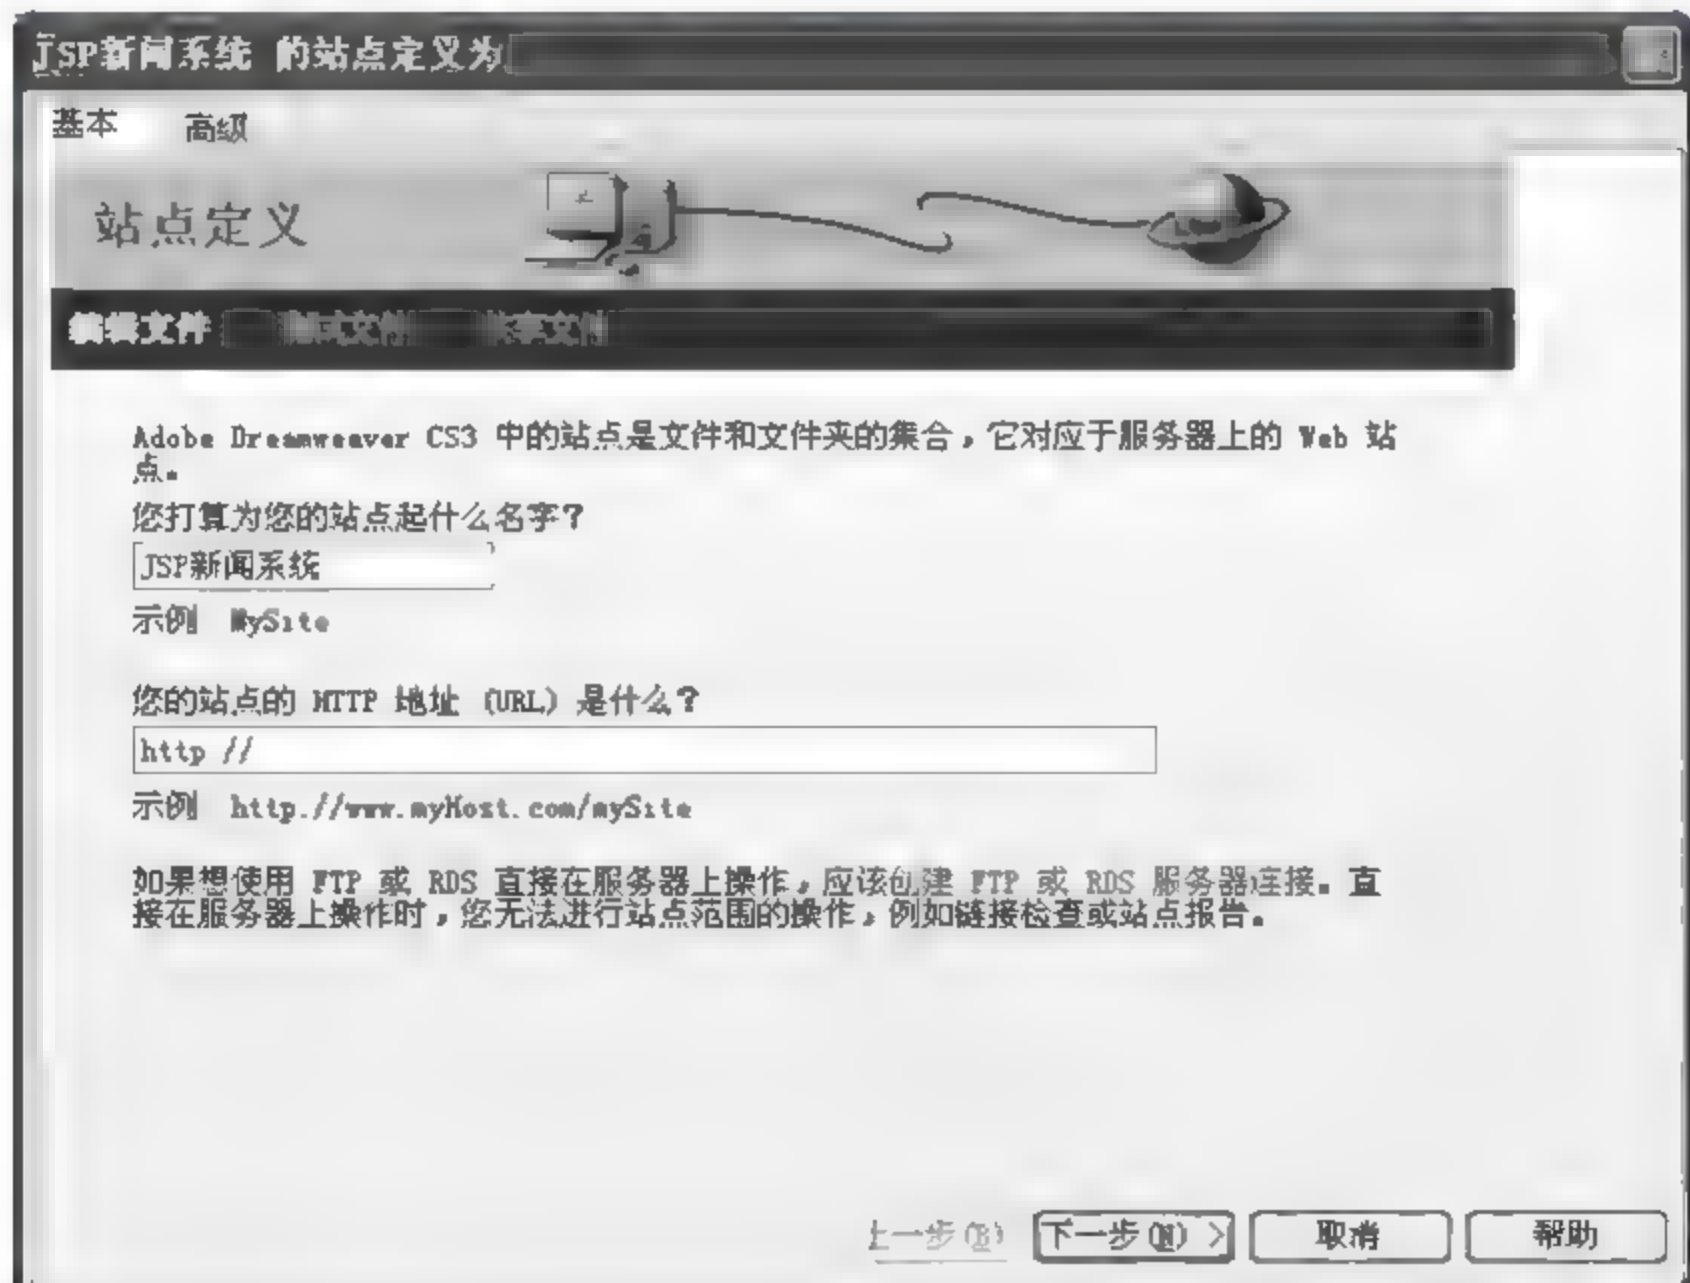 JSP新闻系统 的站点定义为
基本 高级
站点定义
编辑文件 测试文件 共享文件
Adobe Dreamweaver CS3 中的站点是文件和文件夹的集合，它对应于服务器上的 Web 站
点。
您打算为您的站点起什么名字？
JSP新闻系统
示例 MySite
您的站点的 HTTP 地址 (URL) 是什么？
http //
示例 http.//www.myHost.com/mySite
如果想使用 FTP 或 RDS 直接在服务器上操作，应该创建 FTP 或 RDS 服务器连接。直
接在服务器上操作时，您无法进行站点范围的操作，例如链接检查或站点报告。
上一步(B) 下一步(N) > 取消 帮助